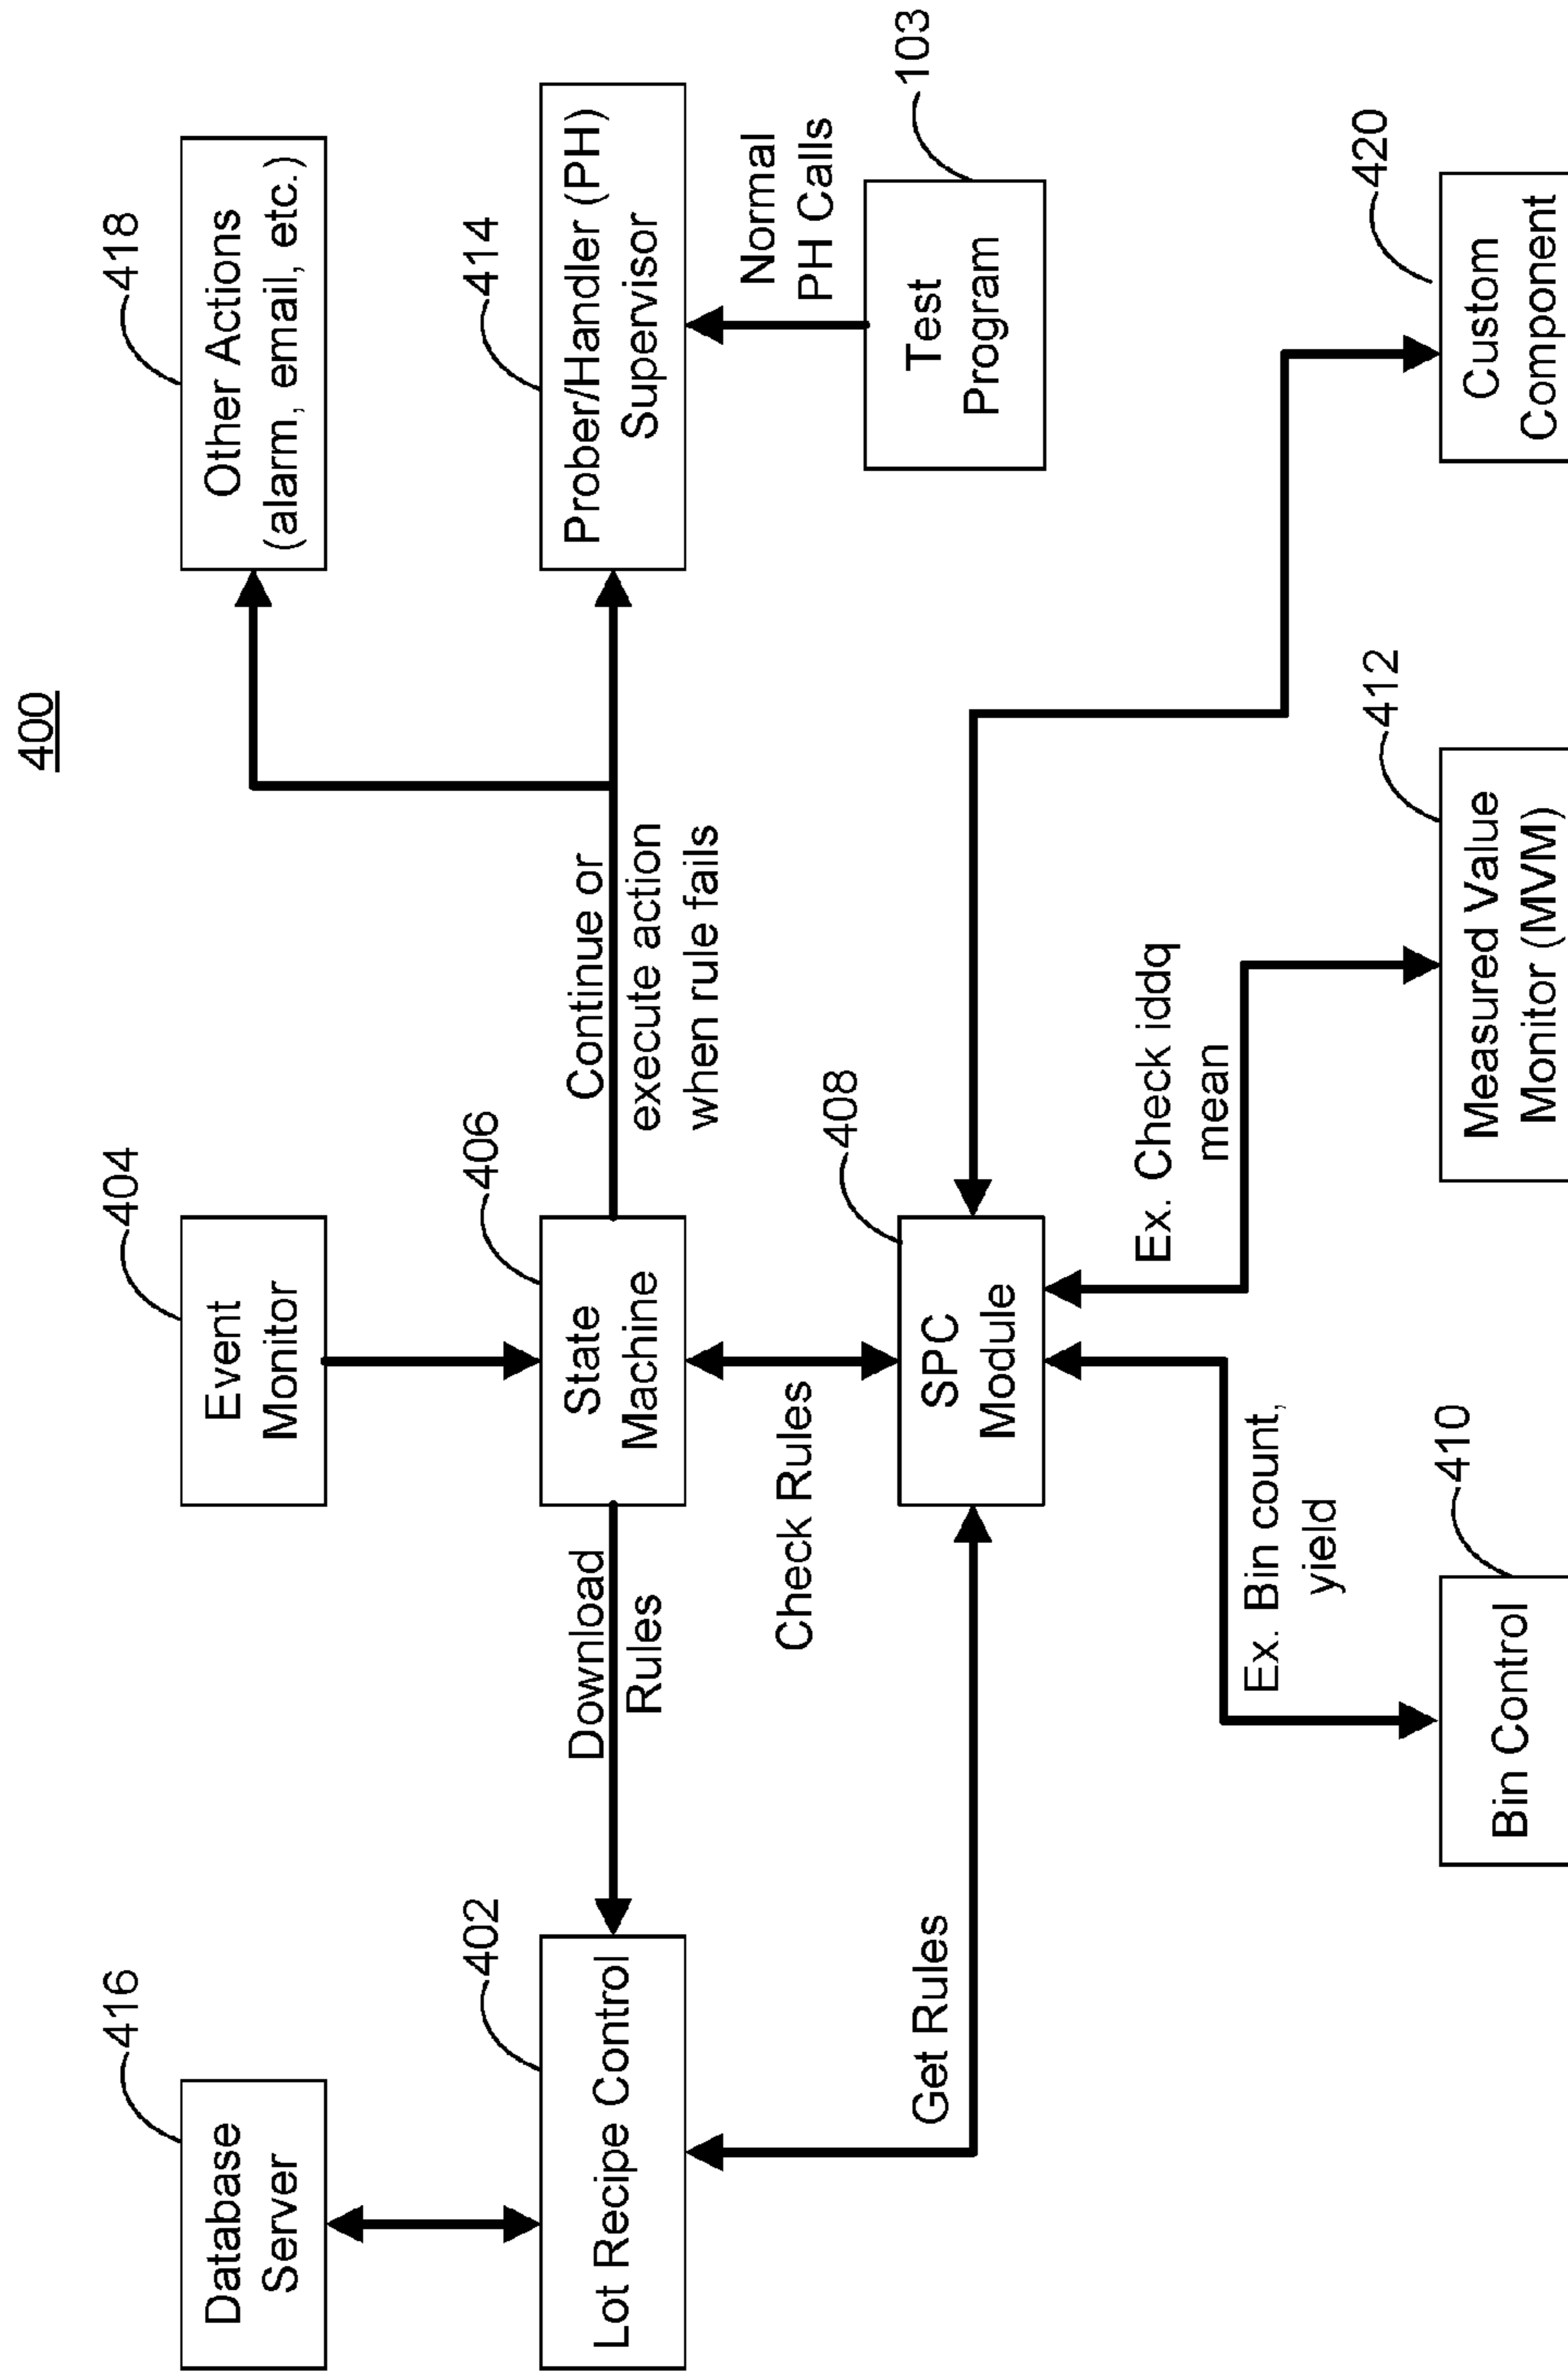 400
416
Database
Server
404
Event
Monitor
418
Other Actions
(alarm, email, etc.)
402
Lot Recipe Control
Download
Rules
406
State
Machine
Continue or
execute action
when rule fails
414
Prober/Handler (PH)
Supervisor
Normal
PH Calls
103
Test
Program
Check Rules
Get Rules
408
SPC
Module
Ex. Bin count,
yield
Ex. Check iddq
mean
410
Bin Control
412
Measured Value
Monitor (MVM)
420
Custom
Component